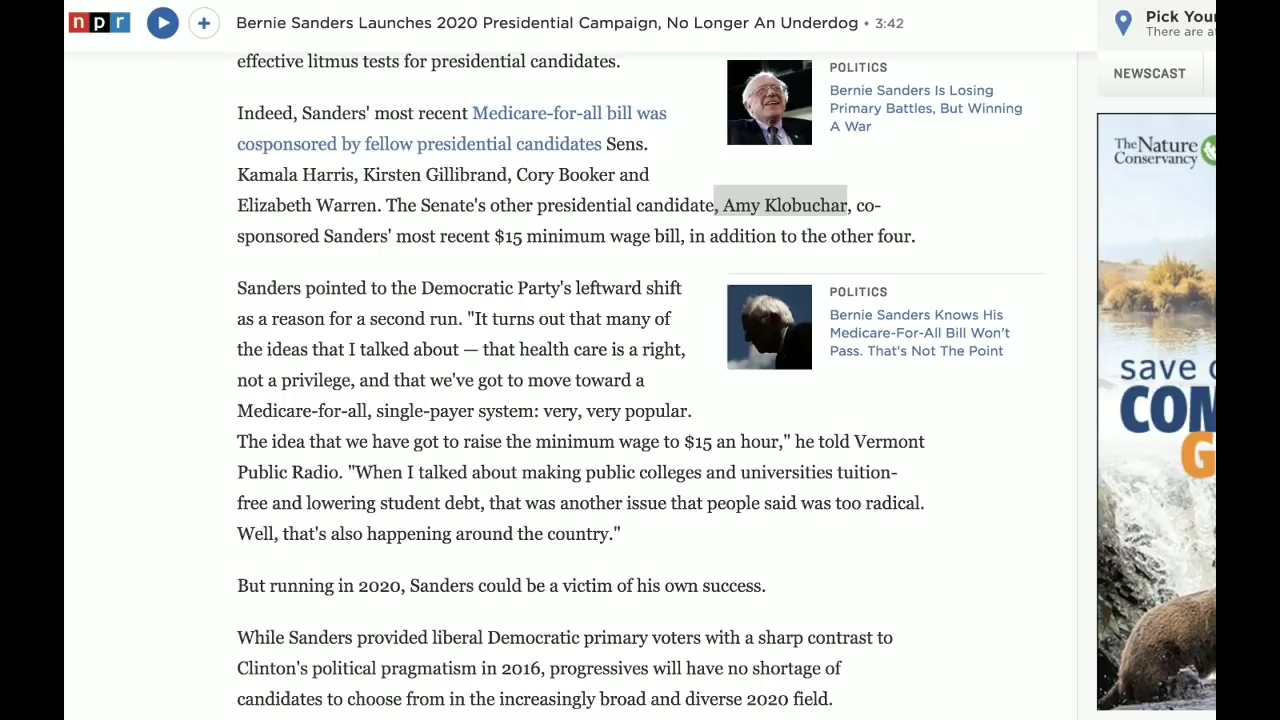 npr
Bernie Sanders Launches 2020 Presidential Campaign, No Longer An Underdog • 3:42
Pick Your
There are a
NEWSCAST
effective litmus tests for presidential candidates.
Indeed, Sanders' most recent Medicare-for-all bill was
cosponsored by fellow presidential candidates Sens.
Kamala Harris, Kirsten Gillibrand, Cory Booker and
Elizabeth Warren. The Senate's other presidential candidate, Amy Klobuchar, co-
sponsored Sanders' most recent $15 minimum wage bill, in addition to the other four.
POLITICS
Bernie Sanders Is Losing
Primary Battles, But Winning
A War
Sanders pointed to the Democratic Party's leftward shift
as a reason for a second run. "It turns out that many of
the ideas that I talked about — that health care is a right,
not a privilege, and that we've got to move toward a
Medicare-for-all, single-payer system: very, very popular.
The idea that we have got to raise the minimum wage to $15 an hour," he told Vermont
Public Radio. "When I talked about making public colleges and universities tuition-
free and lowering student debt, that was another issue that people said was too radical.
Well, that's also happening around the country."
POLITICS
Bernie Sanders Knows His
Medicare-For-All Bill Won't
Pass. That's Not The Point
But running in 2020, Sanders could be a victim of his own success.
While Sanders provided liberal Democratic primary voters with a sharp contrast to
Clinton's political pragmatism in 2016, progressives will have no shortage of
candidates to choose from in the increasingly broad and diverse 2020 field.
The Nature
Conservancy
save
COM
G